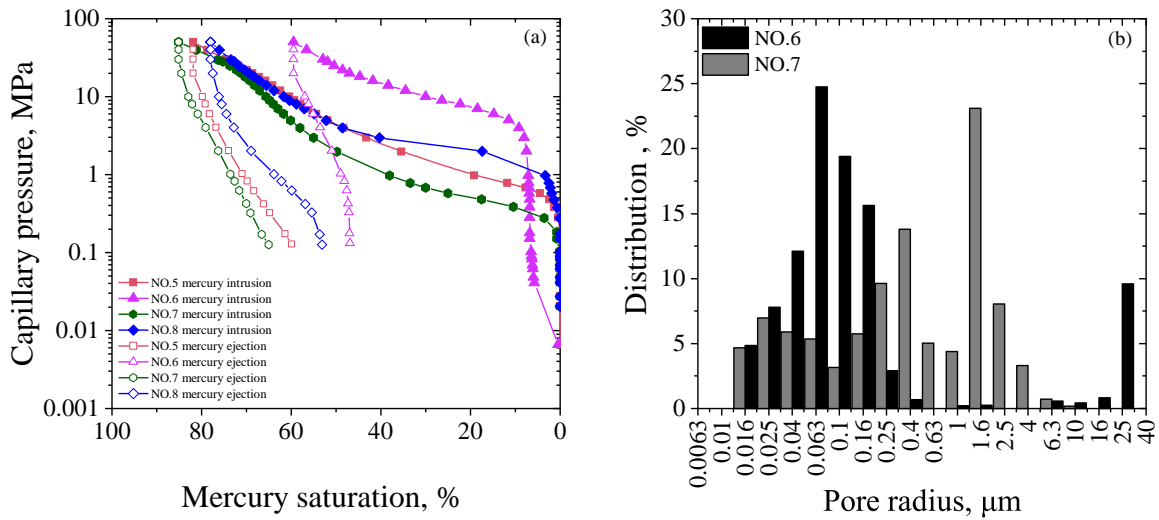 (a)
100
10
1
0.1
0.01
0.001
Capillary pressure, MPa
NO.5 mercury intrusion
NO.6 mercury intrusion
NO.7 mercury intrusion
NO.8 mercury intrusion
NO.5 mercury ejection
NO.6 mercury ejection
NO.7 mercury ejection
NO.8 mercury ejection
100 80 60 40 20 0
Mercury saturation, %
(b)
NO.6
NO.7
30
25
20
15
10
5
0
Distribution , %
0.0063 0.01 0.016 0.025 0.04 0.063 0.1 0.16 0.25 0.4 0.63 1 1.6 2.5 4 6.3 10 16 25 40
Pore radius, μm